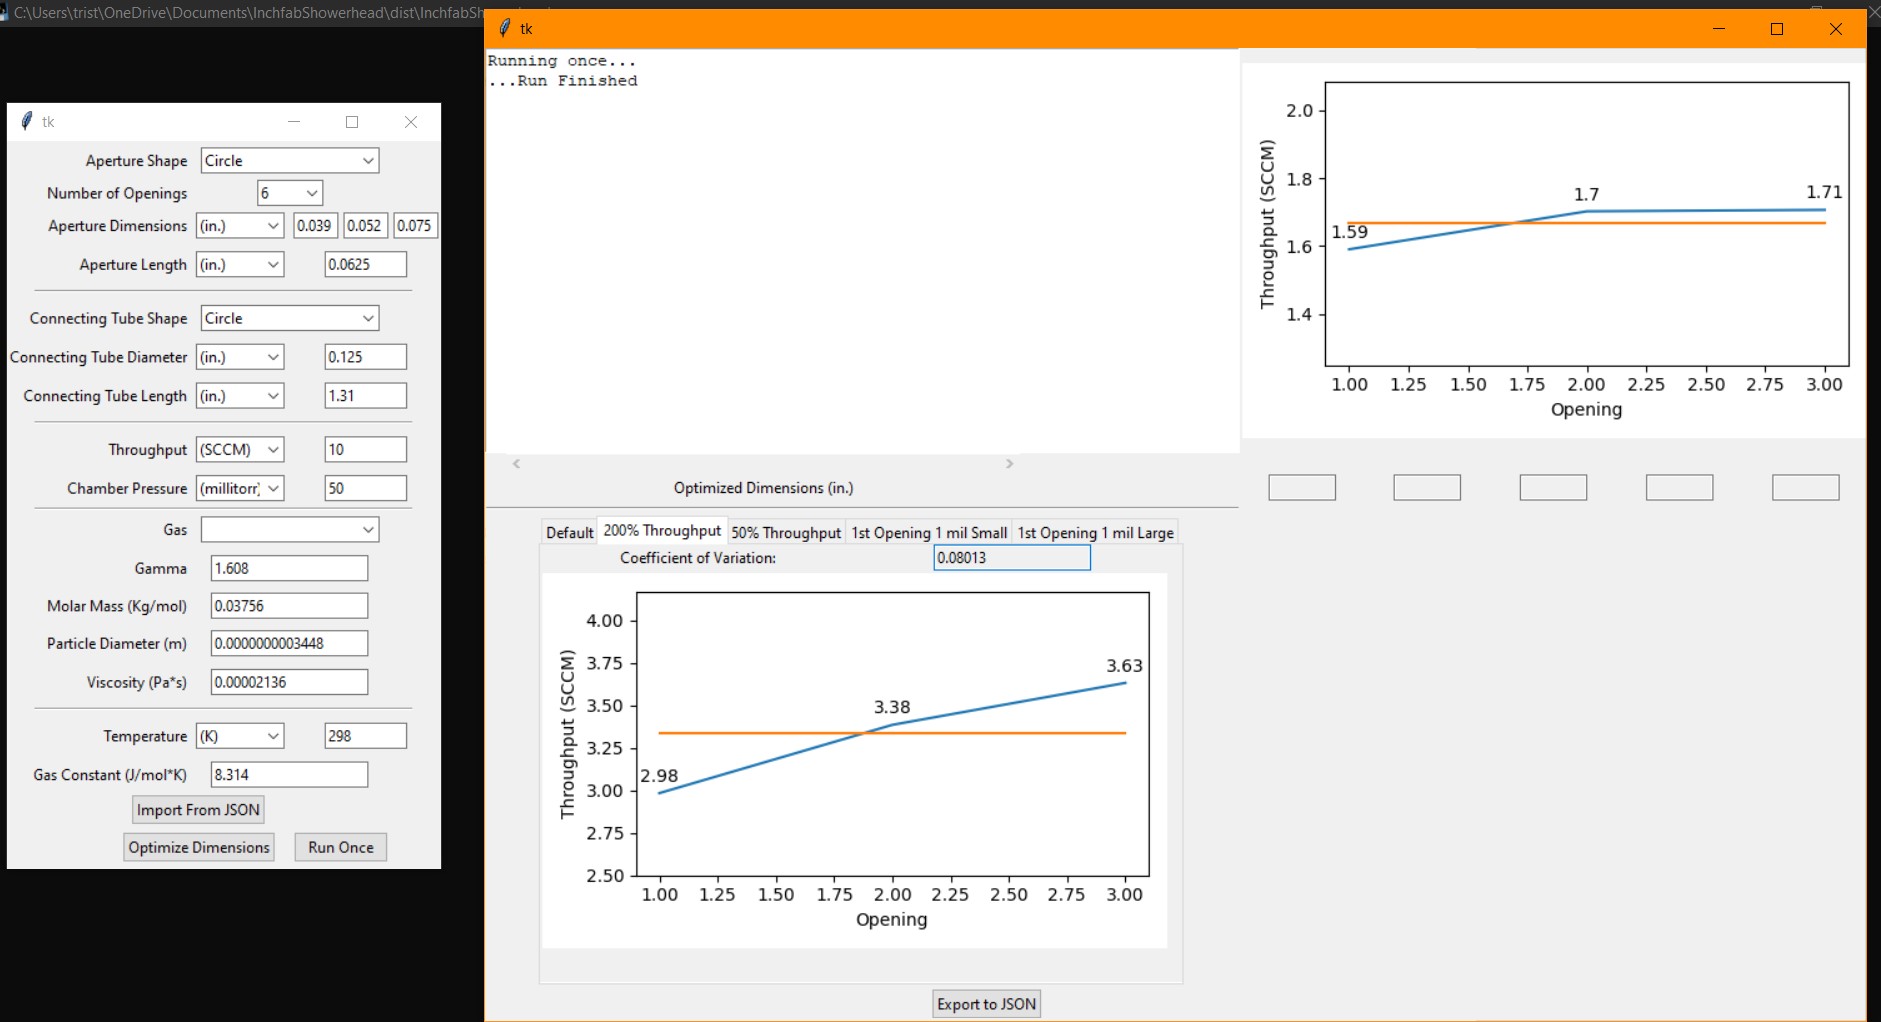 C:\Users\trist\OneDrive\Documents\InchfabShowerhead\dist\InchfabSh
tk
Aperture Shape Circle
Number of Openings 6
Aperture Dimensions (in.) 0.039 0.052 0.075
Aperture Length (in.) 0.0625
Connecting Tube Shape Circle
Connecting Tube Diameter (in.) 0.125
Connecting Tube Length (in.) 1.31
Throughput (SCCM) 10
Chamber Pressure (millitorr) 50
Gas
Gamma 1.608
Molar Mass (Kg/mol) 0.03756
Particle Diameter (m) 0.0000000003448
Viscosity (Pa*s) 0.00002136
Temperature (K) 298
Gas Constant (J/mol*K) 8.314
Import From JSON
Optimize Dimensions Run Once
tk
Running once...
...Run Finished
Throughput (SCCM)
2.0
1.8
1.6
1.4
1.59
1.7
1.71
1.00 1.25 1.50 1.75 2.00 2.25 2.50 2.75 3.00
Opening
Optimized Dimensions (in.)
Default 200% Throughput 50% Throughput 1st Opening 1 mil Small 1st Opening 1 mil Large
Coefficient of Variation: 0.08013
Throughput (SCCM)
4.00
3.75
3.50
3.25
3.00
2.75
2.50
2.98
3.38
3.63
1.00 1.25 1.50 1.75 2.00 2.25 2.50 2.75 3.00
Opening
Export to JSON